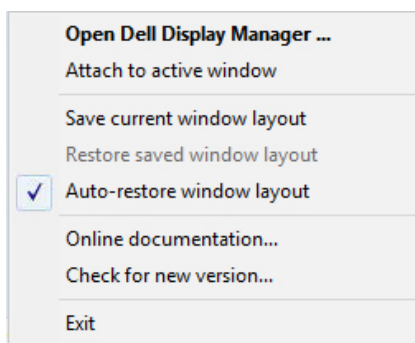 Open Dell Display Manager ...
Attach to active window
Save current window layout
Restore saved window layout
Auto-restore window layout
Online documentation...
Check for new version...
Exit